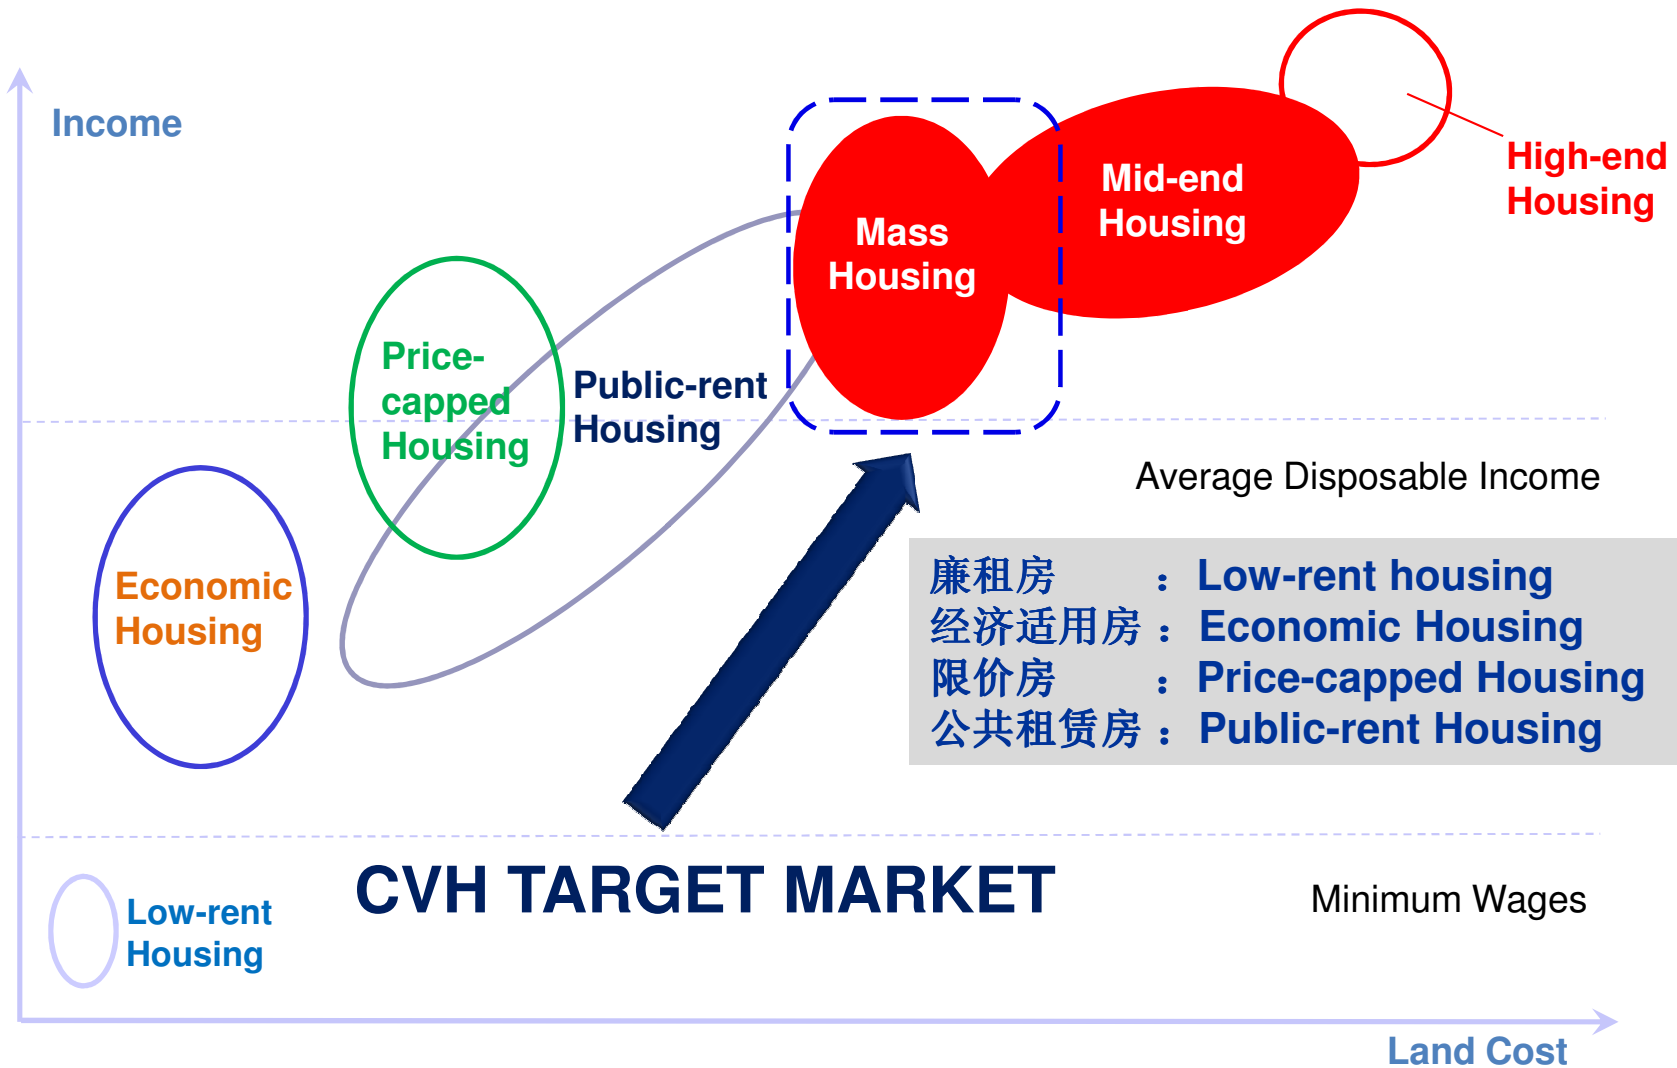 Income
High-end
Housing
Mid-end
Housing
Mass
Housing
Price-
capped
Housing
Public-rent
Housing
Average Disposable Income
Economic
Housing
廉租房 ：Low-rent housing
经济适用房 ：Economic Housing
限价房 ：Price-capped Housing
公共租赁房 ：Public-rent Housing
CVH TARGET MARKET
Minimum Wages
Low-rent
Housing
Land Cost